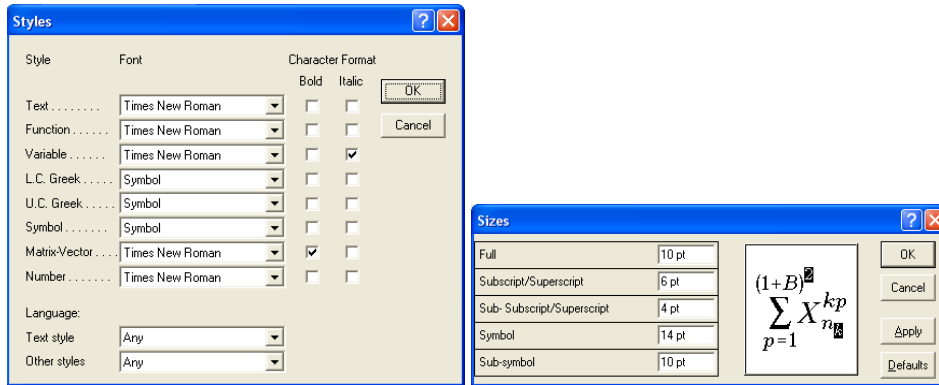 Styles
Style Font Character Format
Bold Italic
OK
Text . . . . . . . . Times New Roman
Function . . . . . . Times New Roman
Cancel
Variable . . . . . . Times New Roman
L.C. Greek . . . . . Symbol
U.C. Greek . . . . . Symbol
Symbol . . . . . . . Symbol
Matrix-Vector . . . . Times New Roman
Number . . . . . . . Times New Roman
Language:
Text style Any
Other styles Any
Sizes
Full 10 pt
Subscript/Superscript 6 pt
Sub- Subscript/Superscript 4 pt
Symbol 14 pt
Sub-symbol 10 pt
(1+B)²
∑ X kp n k
p=1
OK
Cancel
Apply
Defaults